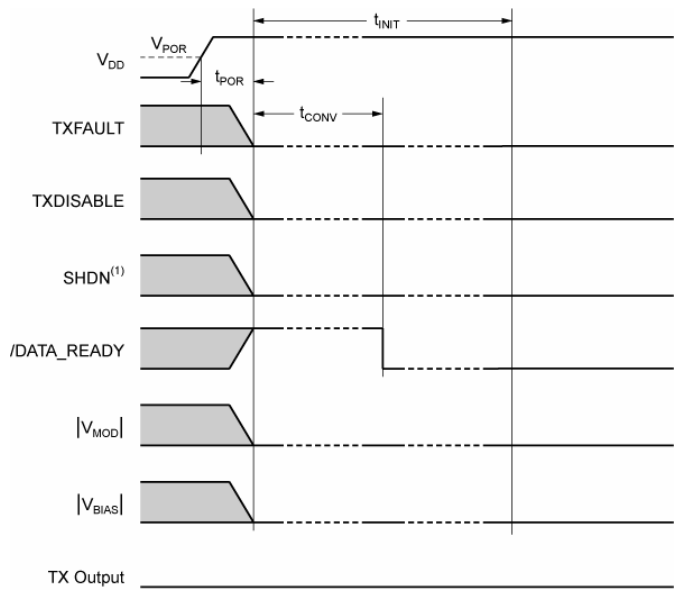 tINIT
VPOR
VDD
tPOR
tCONV
TXFAULT
TXDISABLE
SHDN(1)
/DATA_READY
|VMOD|
|VBIAS|
TX Output